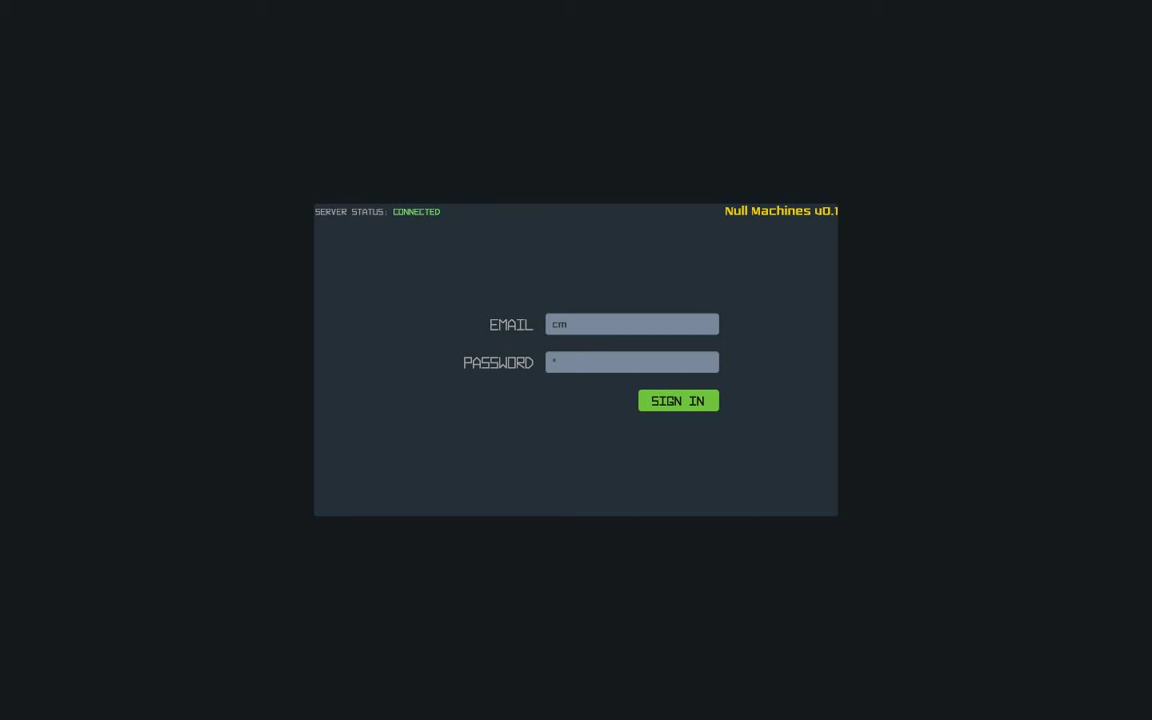 SERVER STATUS: CONNECTED
Null Machines v0.1
EMAIL cm
PASSWORD *
SIGN IN